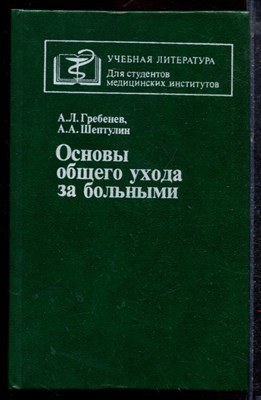 УЧЕБНАЯ ЛИТЕРАТУРА
Для студентов
медицинских институтов
А.Л.Гребенев,
А.А.Шептулин
Основы
общего ухода
за больными